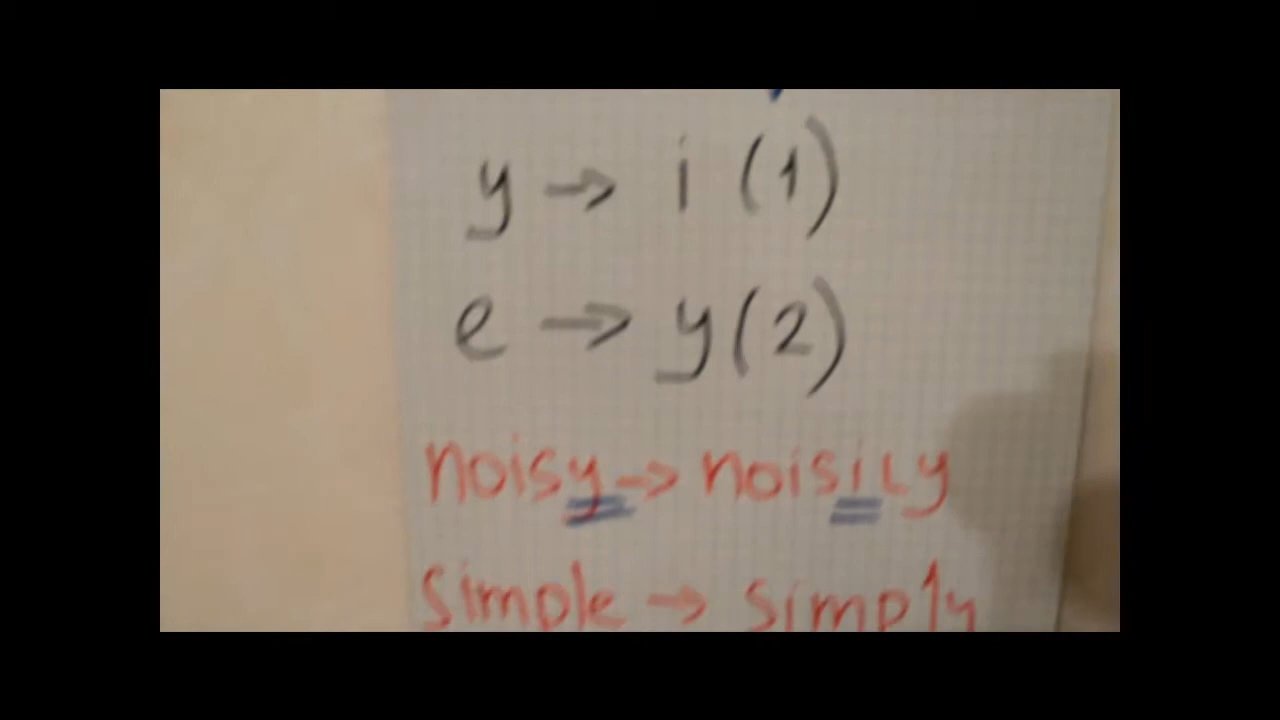 y → i (1)
e → y (2)
noisy → noisily
simple → simply